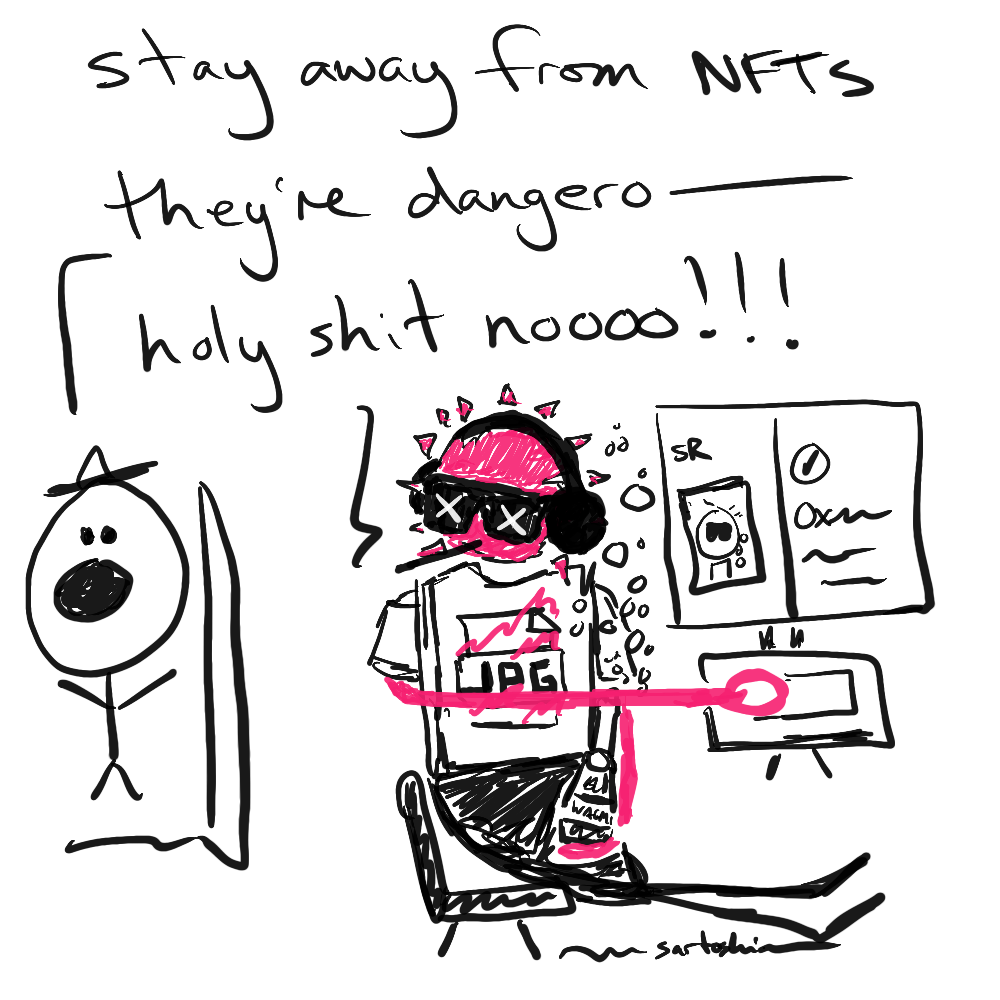 stay away from NFTs
they're dangero—
holy shit noooo!!!
SR
0x
JPG
WAGMI
sartoshi